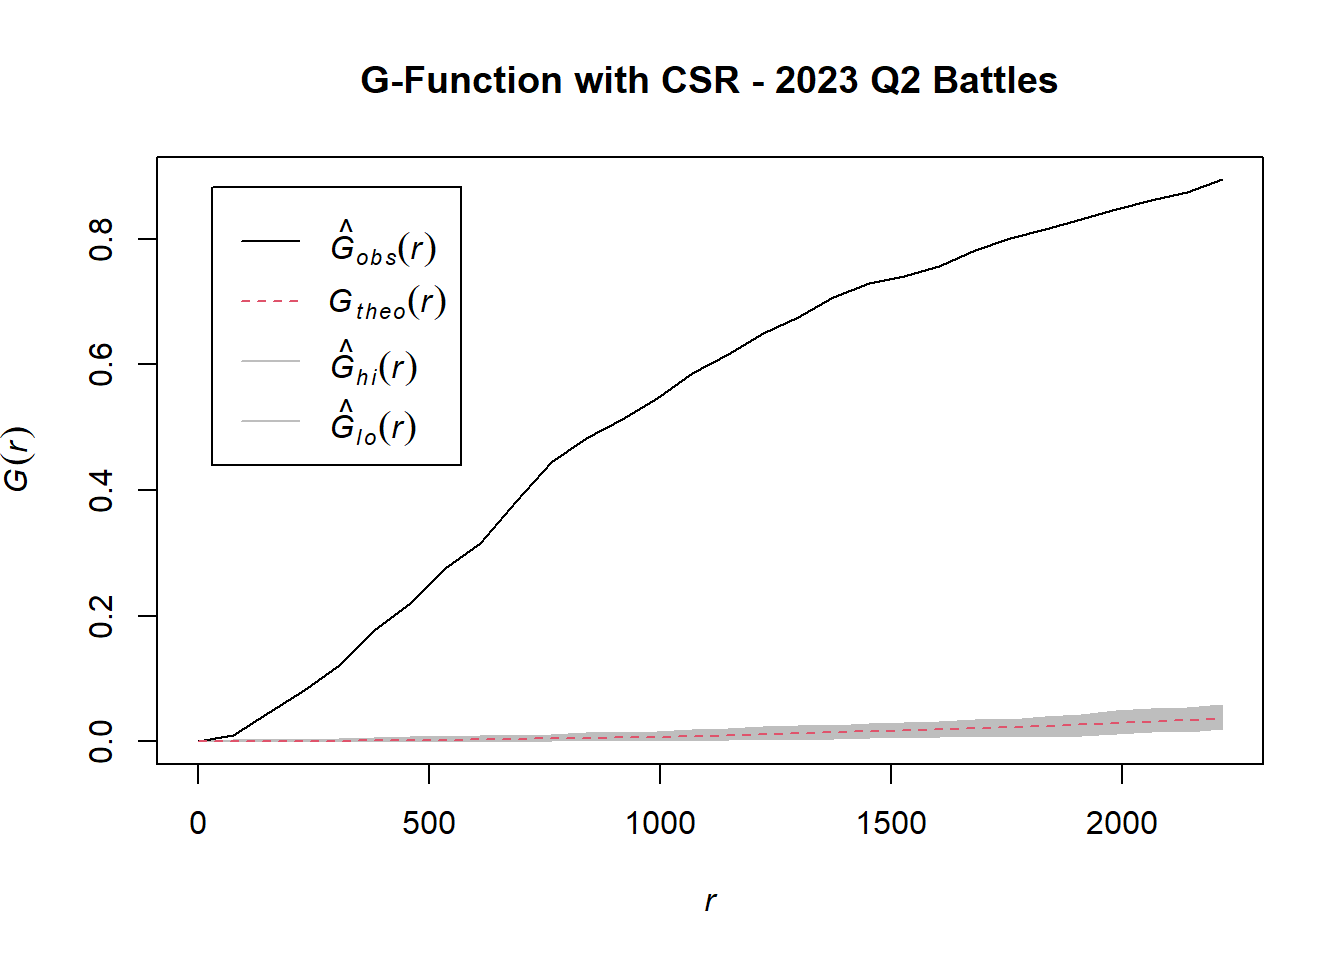 G-Function with CSR - 2023 Q2 Battles
Ĝobs(r)
Gtheo(r)
Ĝhi(r)
Ĝlo(r)
G(r)
0.8
0.6
0.4
0.2
0.0
0 500 1000 1500 2000
r